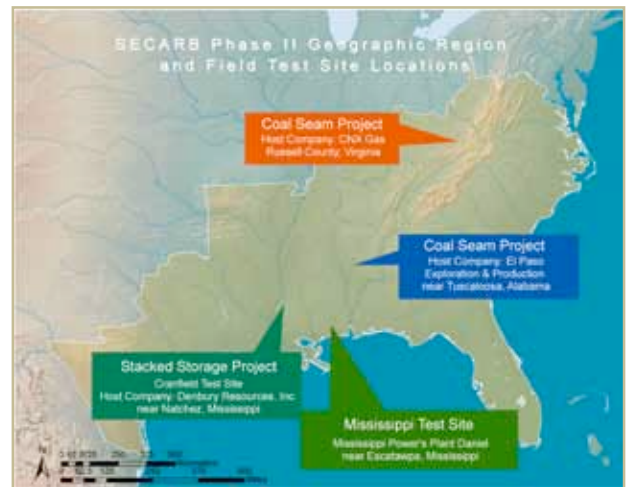 SECARB Phase II Geographic Region
and Field Test Site Locations
Coal Seam Project
Host Company: CNX Gas
Russell County, Virginia
Coal Seam Project
Host Company: El Paso
Exploration & Production
near Tuscaloosa, Alabama
Stacked Storage Project
Cranfield Test Site
Host Company: Denbury Resources, Inc
near Natchez, Mississippi
Mississippi Test Site
Mississippi Power's Plant Daniel
near Escatawpa, Mississippi